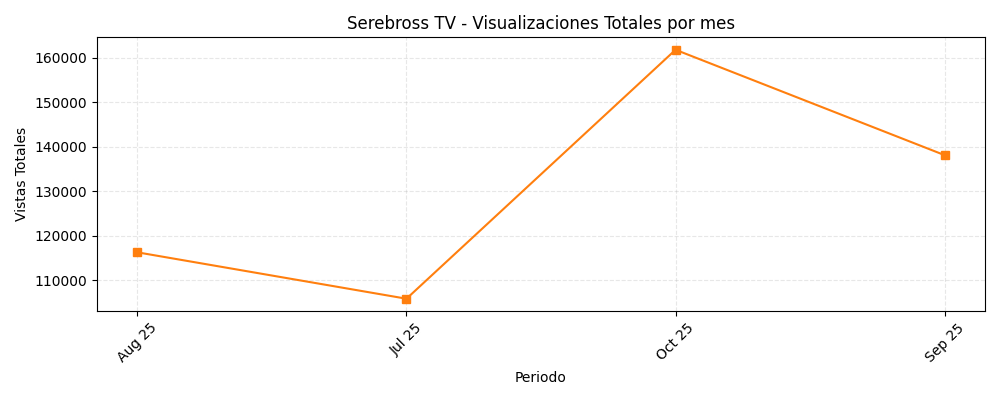 Serebross TV - Visualizaciones Totales por mes
Vistas Totales
160000
150000
140000
130000
120000
110000
Aug 25
Jul 25
Oct 25
Sep 25
Periodo